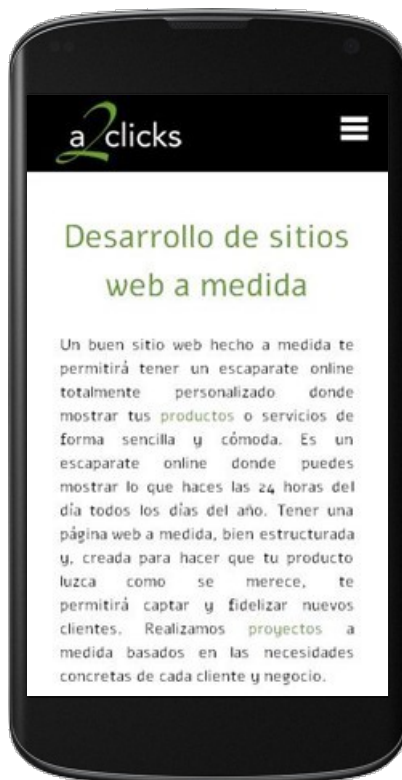 a2clicks
Desarrollo de sitios
web a medida
Un buen sitio web hecho a medida te
permitirá tener un escaparate online
totalmente personalizado donde
mostrar tus productos o servicios de
forma sencilla y cómoda. Es un
escaparate online donde puedes
mostrar lo que haces las 24 horas del
día todos los días del año. Tener una
página web a medida, bien estructurada
y, creada para hacer que tu producto
luzca como se merece, te
permitirá captar y fidelizar nuevos
clientes. Realizamos proyectos a
medida basados en las necesidades
concretas de cada cliente y negocio.